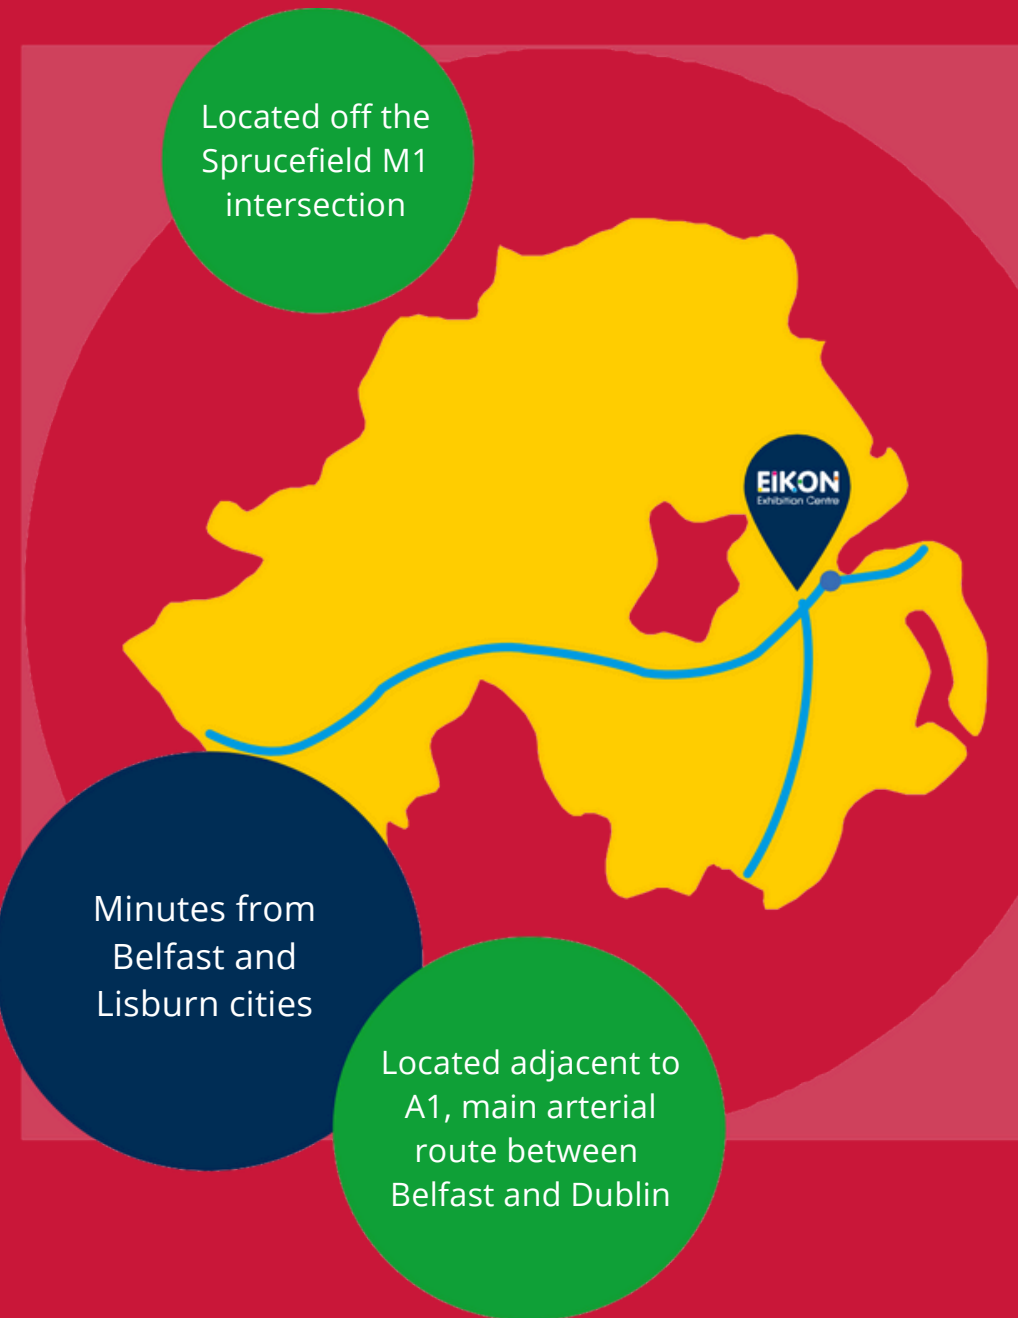 Located off the
Sprucefield M1
intersection
EiKON
Exhibition Centre
Minutes from
Belfast and
Lisburn cities
Located adjacent to
A1, main arterial
route between
Belfast and Dublin